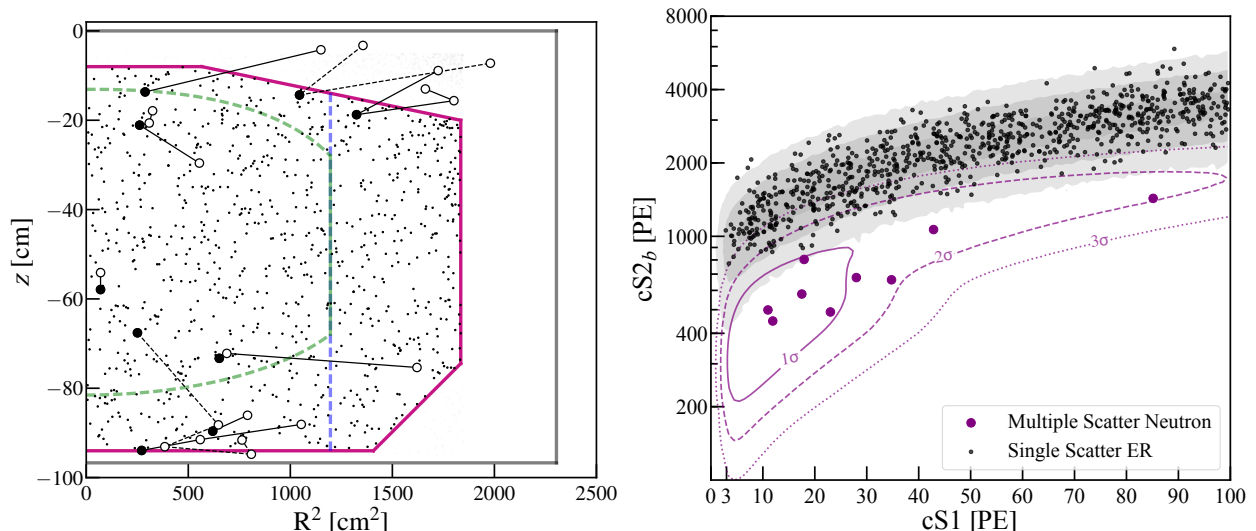 0
−20
−40
−60
−80
−100
z [cm]
0 500 1000 1500 2000 2500
R² [cm²]
8000
4000
2000
1000
400
200
cS2_b [PE]
1σ
2σ
3σ
Multiple Scatter Neutron
Single Scatter ER
0 3 10 20 30 40 50 60 70 80 90 100
cS1 [PE]